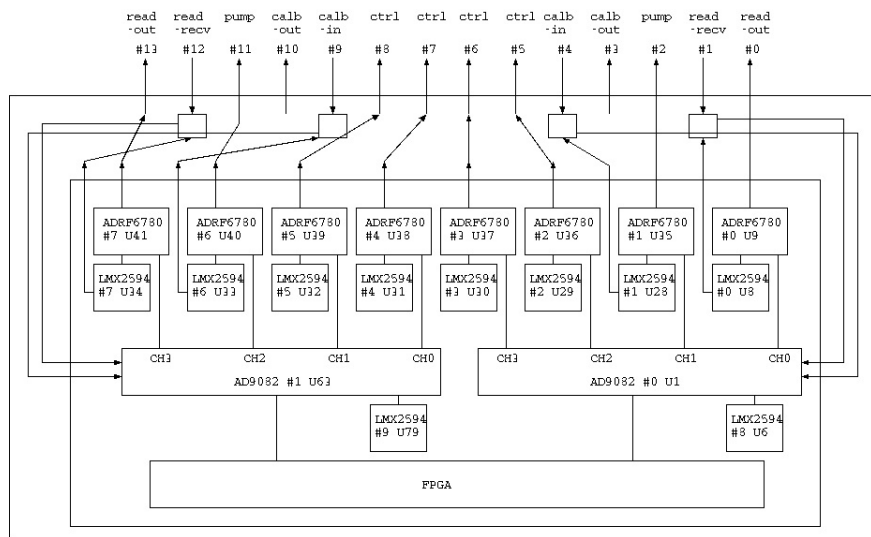 read read pump calb calb ctrl ctrl ctrl ctrl calb calb pump read read
-out -recv -out -in -in -out -recv -out
#13 #12 #11 #10 #9 #8 #7 #6 #5 #4 #3 #2 #1 #0
ADRF6780 ADRF6780 ADRF6780 ADRF6780 ADRF6780 ADRF6780 ADRF6780 ADRF6780
#7 U41 #6 U40 #5 U39 #4 U38 #3 U37 #2 U36 #1 U35 #0 U9
LMX2594 LMX2594 LMX2594 LMX2594 LMX2594 LMX2594 LMX2594 LMX2594
#7 U34 #6 U33 #5 U32 #4 U31 #3 U30 #2 U29 #1 U28 #0 U8
CH3 CH2 CH1 CH0 CH3 CH2 CH1 CH0
AD9082 #1 U63 AD9082 #0 U1
LMX2594 LMX2594
#9 U79 #8 U6
FPGA